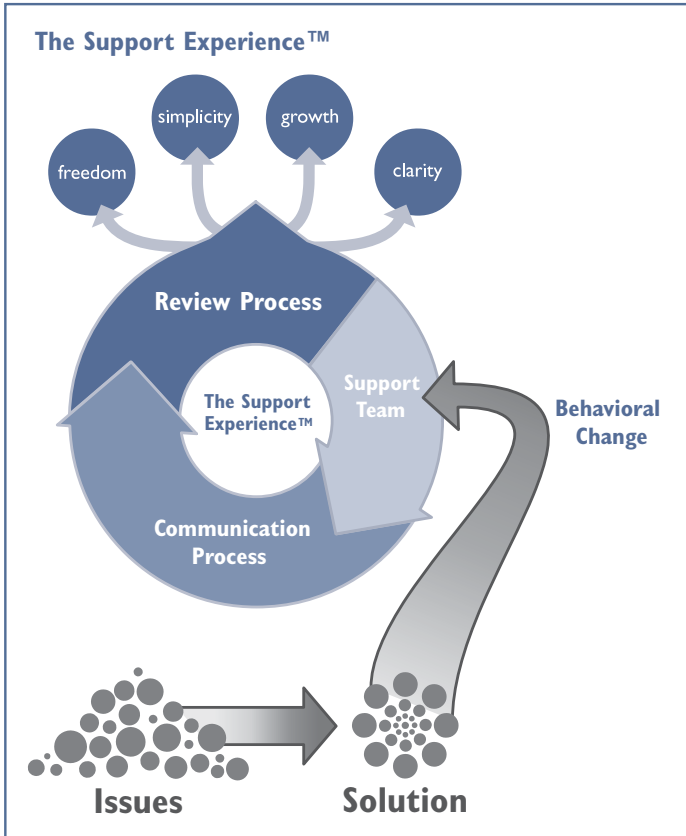 The Support Experience™
simplicity
growth
freedom
clarity
Review Process
Support
Team
The Support
Experience™
Behavioral
Change
Communication
Process
Issues
Solution